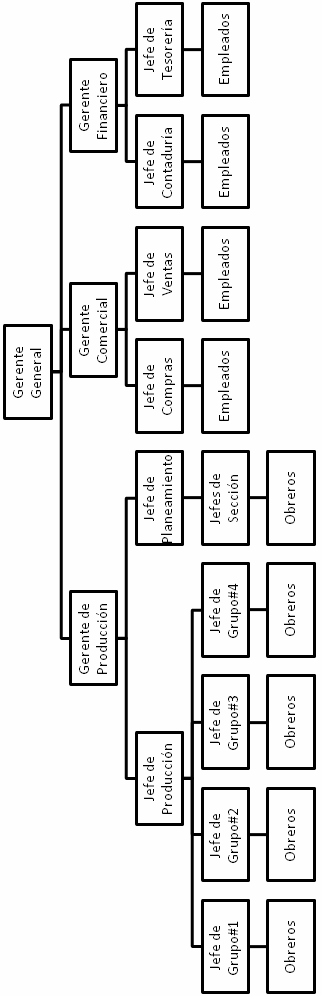 Gerente
General
Gerente de
Producción
Gerente
Comercial
Gerente
Financiero
Jefe de
Producción
Jefe de
Planeamiento
Jefe de
Compras
Jefe de
Ventas
Jefe de
Contaduría
Jefe de
Tesorería
Jefe de
Grupo#1
Jefe de
Grupo#2
Jefe de
Grupo#3
Jefe de
Grupo#4
Jefes de
Sección
Empleados
Empleados
Empleados
Empleados
Obreros
Obreros
Obreros
Obreros
Obreros